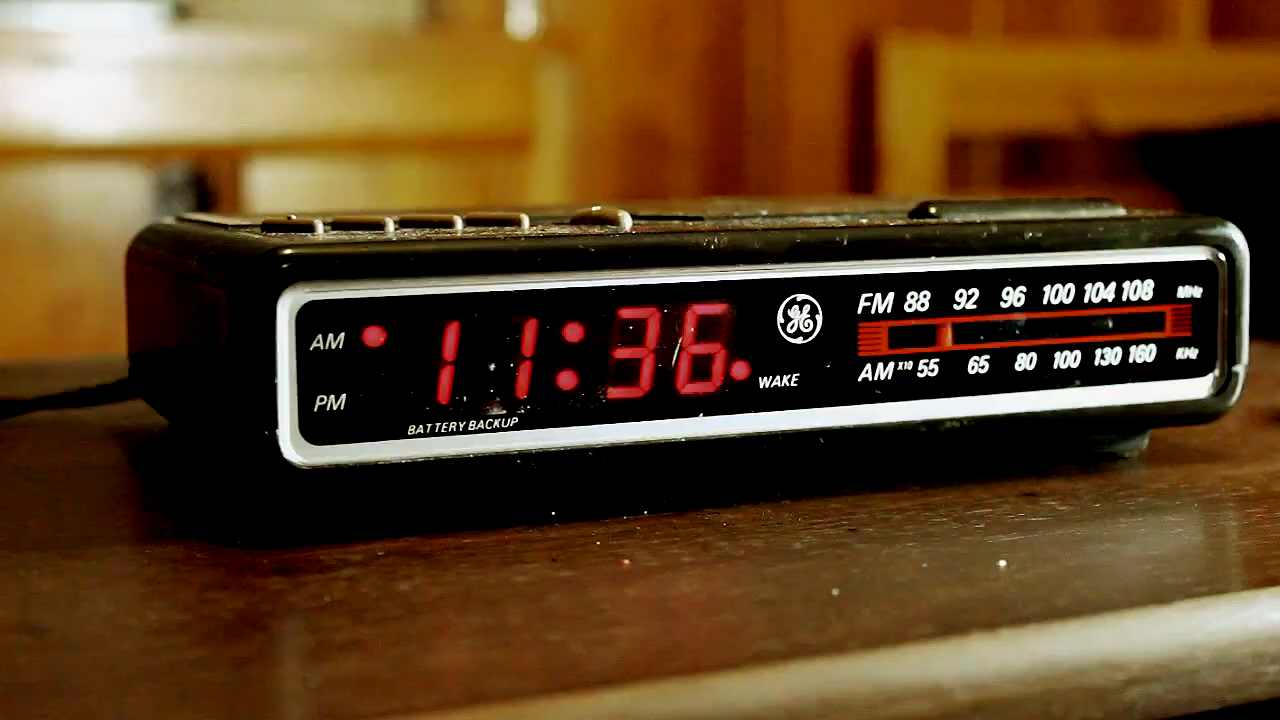 AM
PM
11:36
BATTERY BACKUP
GE
WAKE
FM 88 92 96 100 104 108 MHz
AM X10 55 65 80 100 130 160 KHz